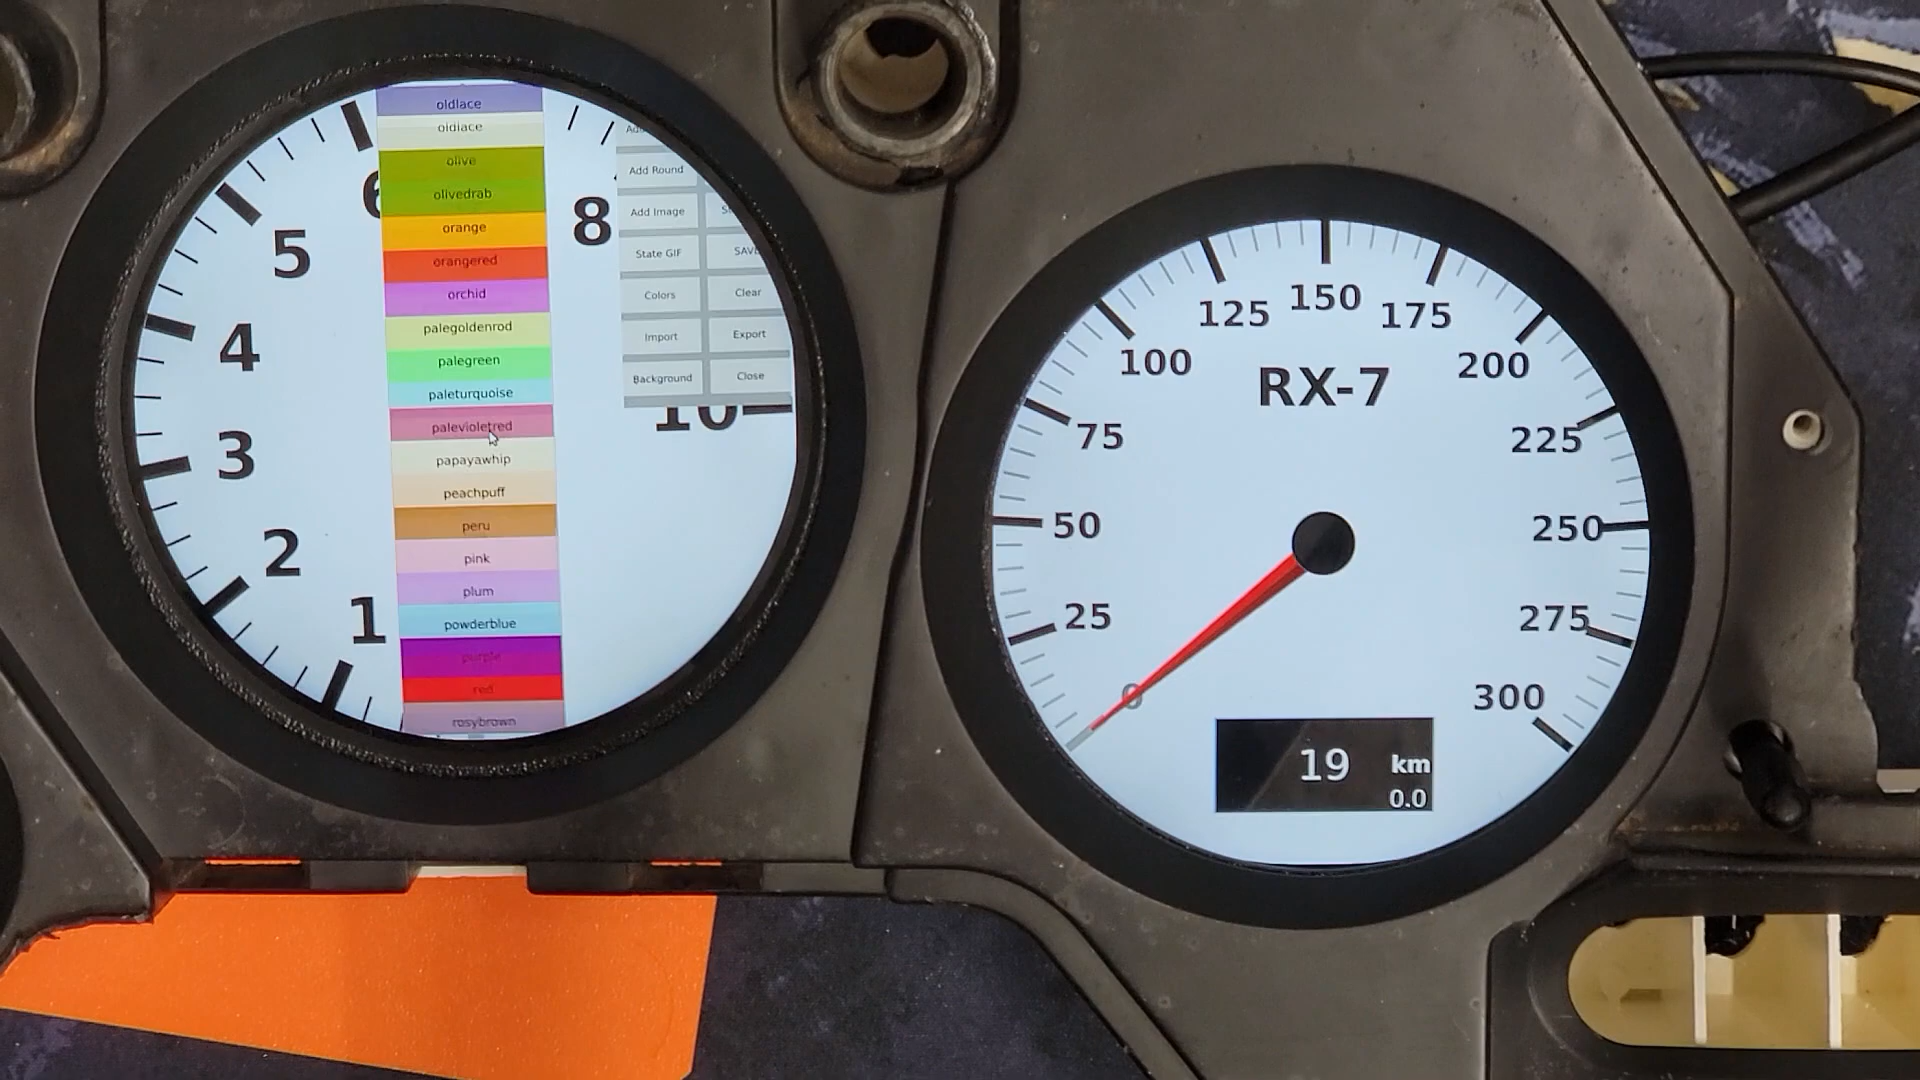 oldlace
oldlace
olive
olivedrab
orange
orangered
orchid
palegoldenrod
palegreen
paleturquoise
palevioletred
papayawhip
peachpuff
peru
pink
plum
powderblue
purple
red
rosybrown
1
2
3
4
5
6
8
10
Add Round
Add Image
State GIF
SAVE
Colors
Clear
Import
Export
Background
Close
0
25
50
75
100
125
150
175
200
225
250
275
300
RX-7
19 km
0.0